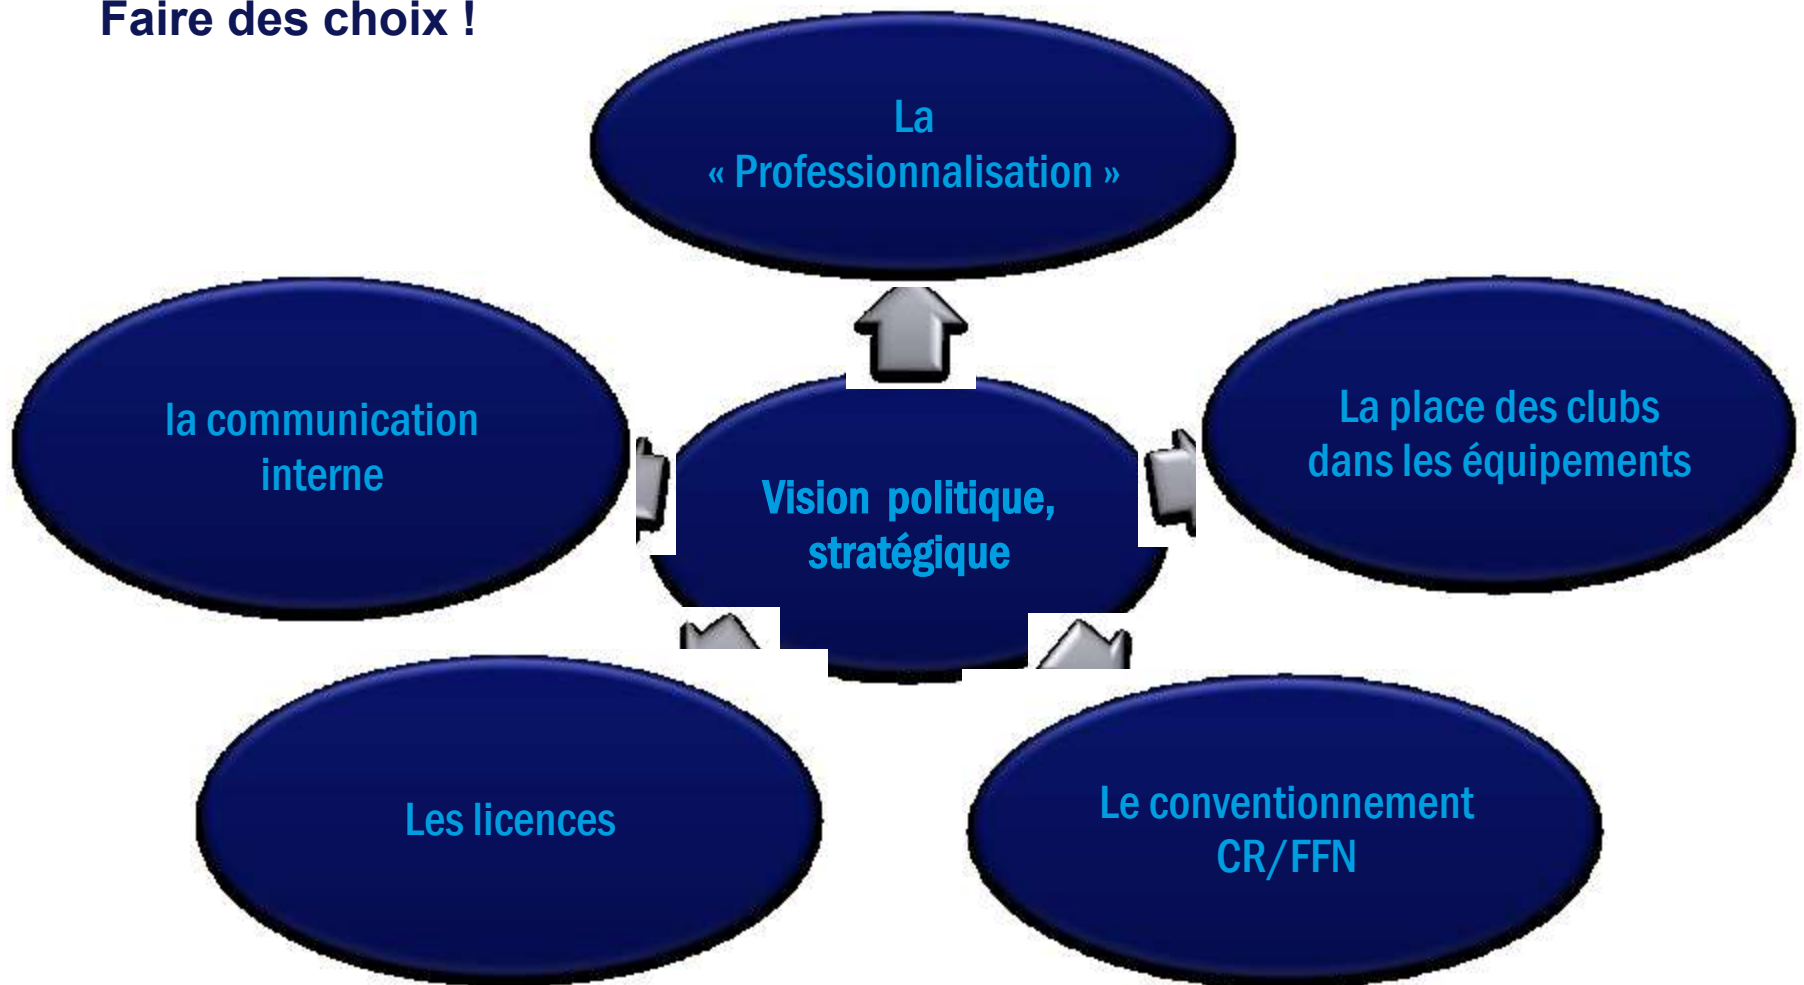 Faire des choix !
La
« Professionnalisation »
la communication
interne
La place des clubs
dans les équipements
Vision politique,
stratégique
Les licences
Le conventionnement
CR/FFN